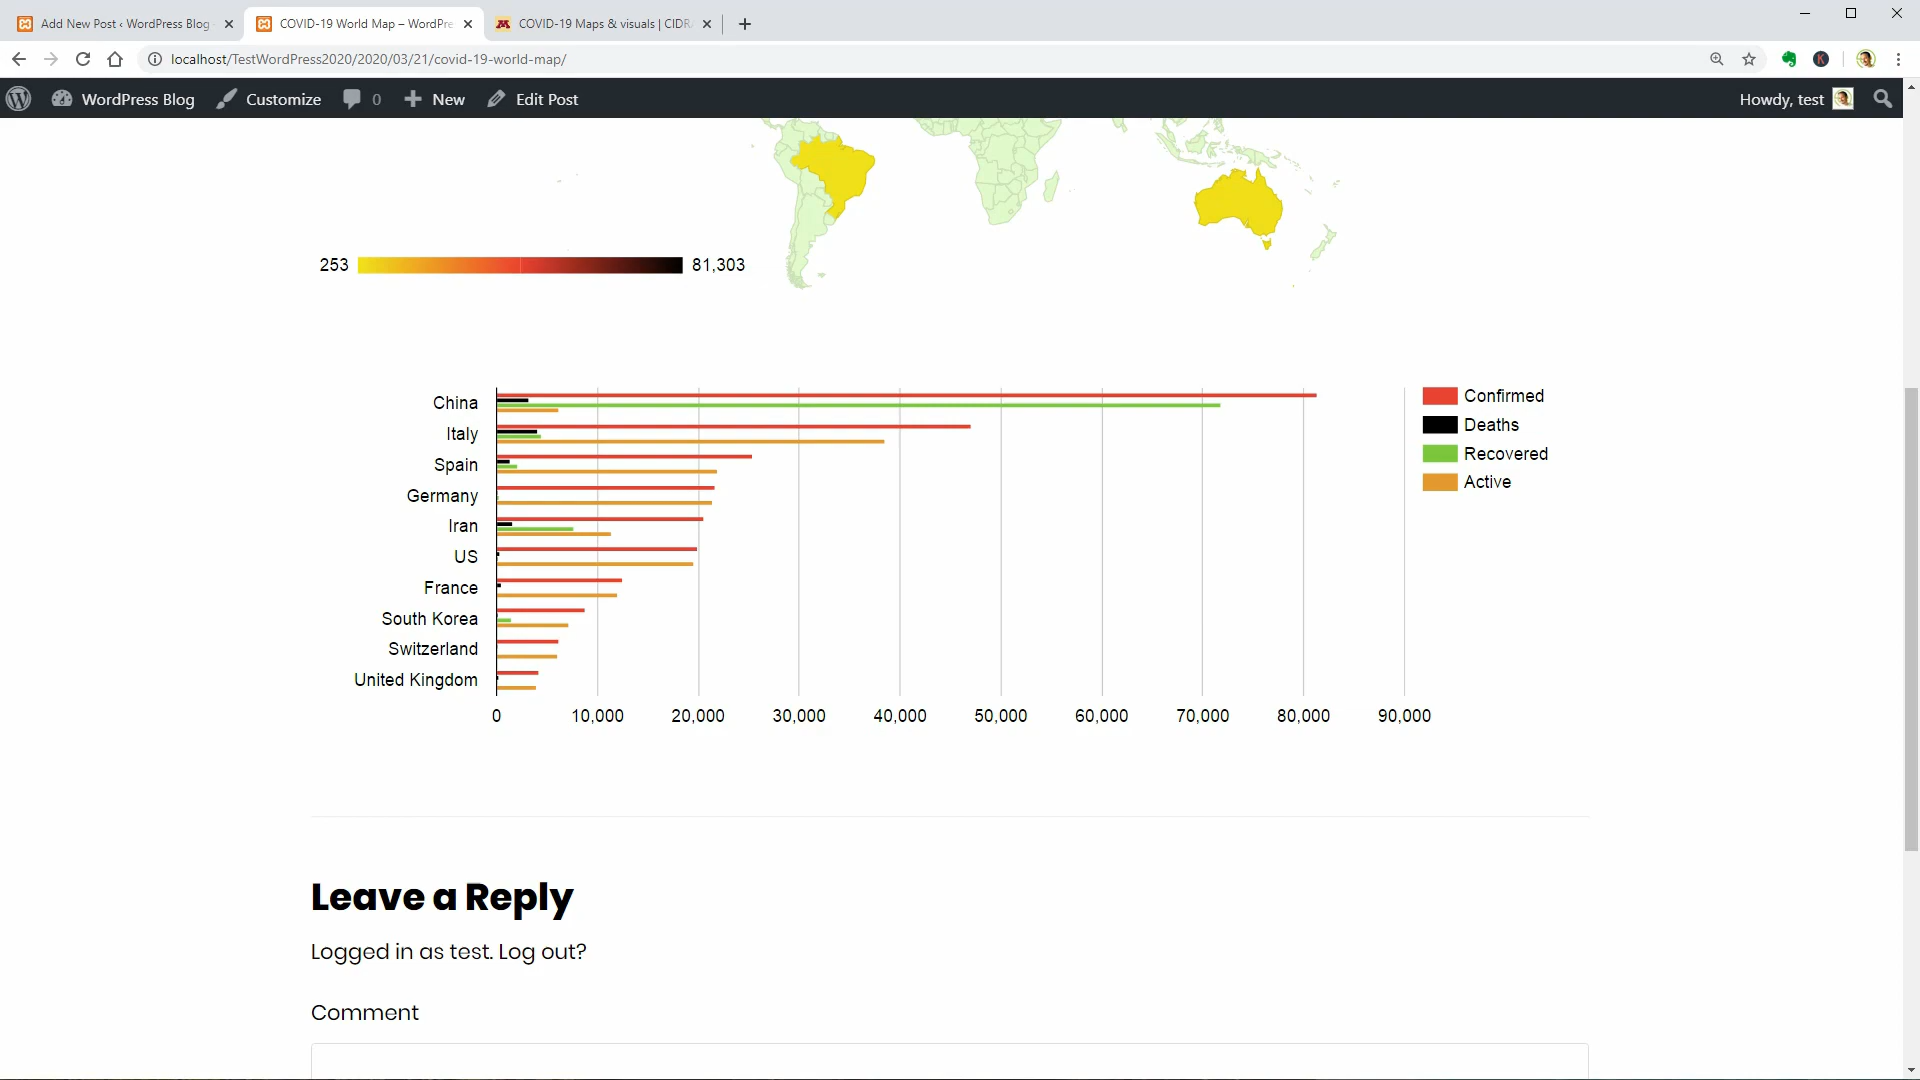 Add New Post ‹ WordPress Blog
COVID-19 World Map – WordPre
COVID-19 Maps & visuals | CIDR
localhost/TestWordPress2020/2020/03/21/covid-19-world-map/
WordPress Blog
Customize
0
New
Edit Post
Howdy, test
253
81,303
China
Italy
Spain
Germany
Iran
US
France
South Korea
Switzerland
United Kingdom
0 10,000 20,000 30,000 40,000 50,000 60,000 70,000 80,000 90,000
Confirmed
Deaths
Recovered
Active
Leave a Reply
Logged in as test. Log out?
Comment